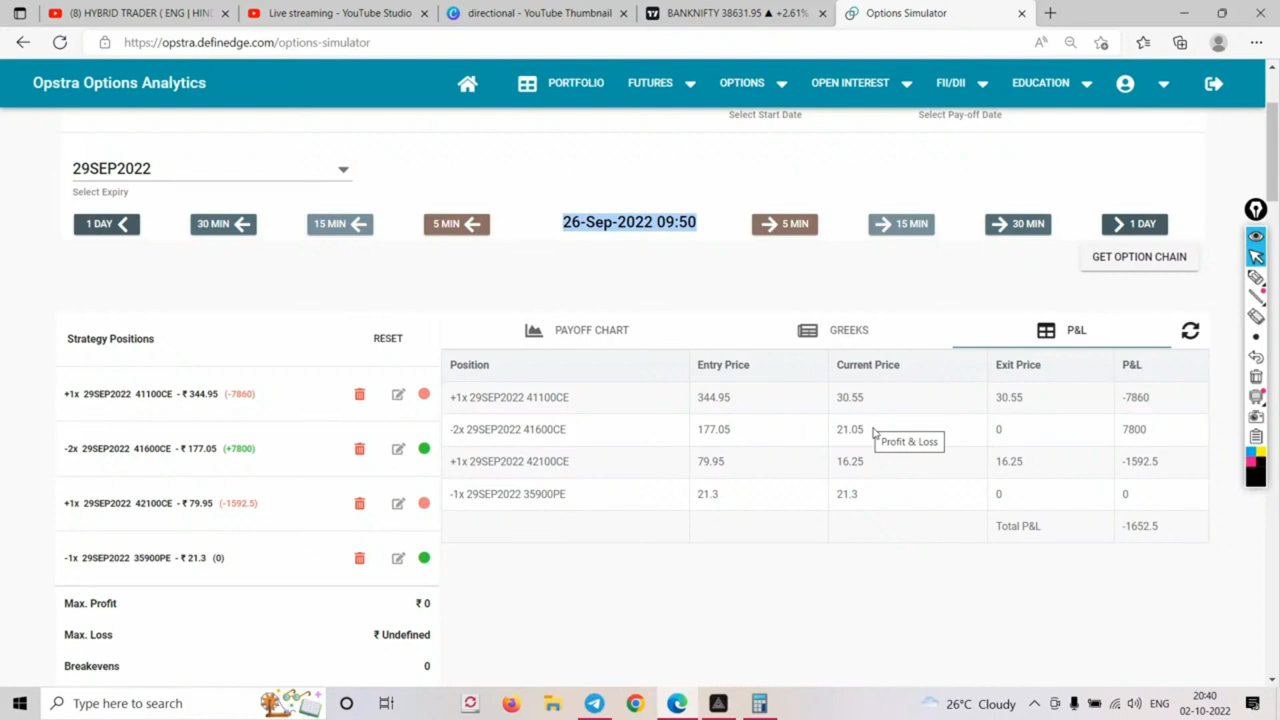 (8) HYBRID TRADER ( ENG | HIN
Live streaming - YouTube Studio
directional - YouTube Thumbnail
BANKNIFTY 38631.95 ▲ +2.61%
Options Simulator
https://opstra.definedge.com/options-simulator
Opstra Options Analytics
PORTFOLIO
FUTURES
OPTIONS
OPEN INTEREST
FII/DII
EDUCATION
Select Start Date
Select Pay-off Date
29SEP2022
Select Expiry
1 DAY
30 MIN
15 MIN
5 MIN
26-Sep-2022 09:50
5 MIN
15 MIN
30 MIN
1 DAY
GET OPTION CHAIN
Strategy Positions
RESET
PAYOFF CHART
GREEKS
P&L
Position Entry Price Current Price Exit Price P&L
+1x 29SEP2022 41100CE - ₹ 344.95 (-7860)
+1x 29SEP2022 41100CE 344.95 30.55 30.55 -7860
-2x 29SEP2022 41600CE - ₹ 177.05 (+7800)
-2x 29SEP2022 41600CE 177.05 21.05 0 7800
Profit & Loss
+1x 29SEP2022 42100CE 79.95 16.25 16.25 -1592.5
+1x 29SEP2022 42100CE - ₹ 79.95 (-1592.5)
-1x 29SEP2022 35900PE 21.3 21.3 0 0
Total P&L -1652.5
-1x 29SEP2022 35900PE - ₹ 21.3 (0)
Max. Profit ₹ 0
Max. Loss ₹ Undefined
Breakevens 0
Type here to search
26°C Cloudy
ENG
20:40
02-10-2022